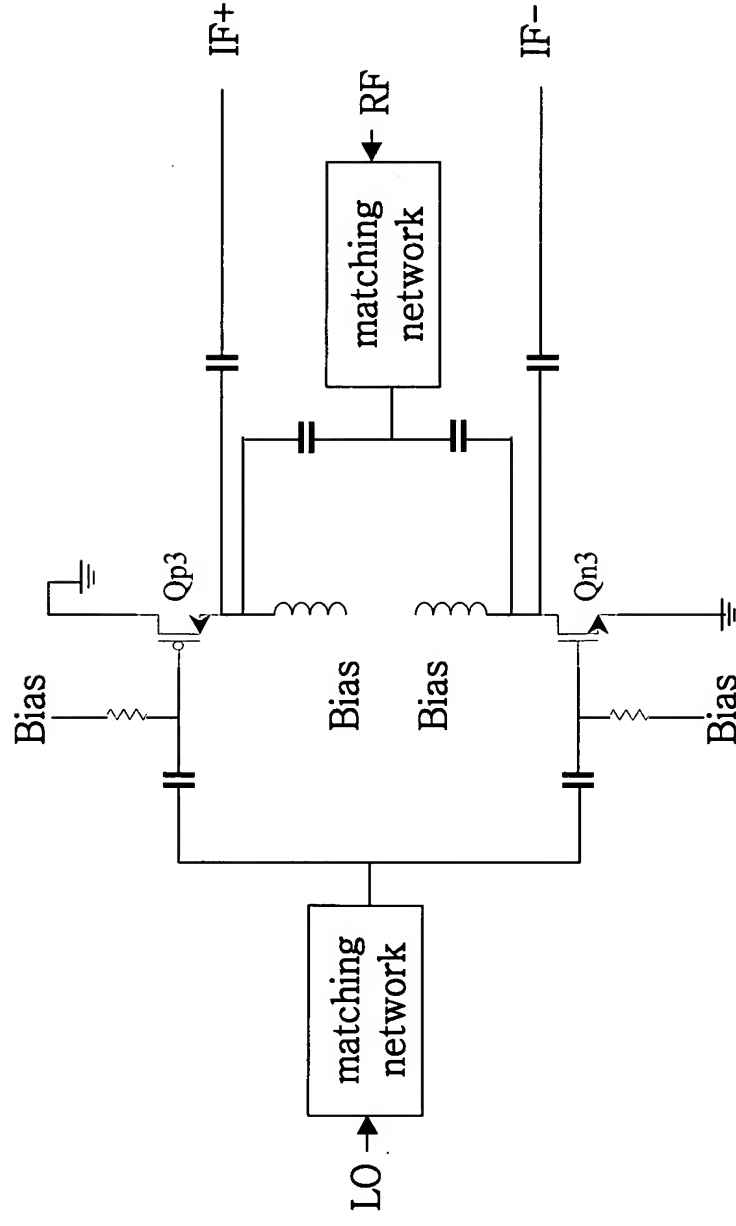 IF+
IF-
RF
matching
network
Qp3
Qn3
Bias
Bias
Bias
Bias
matching
network
LO